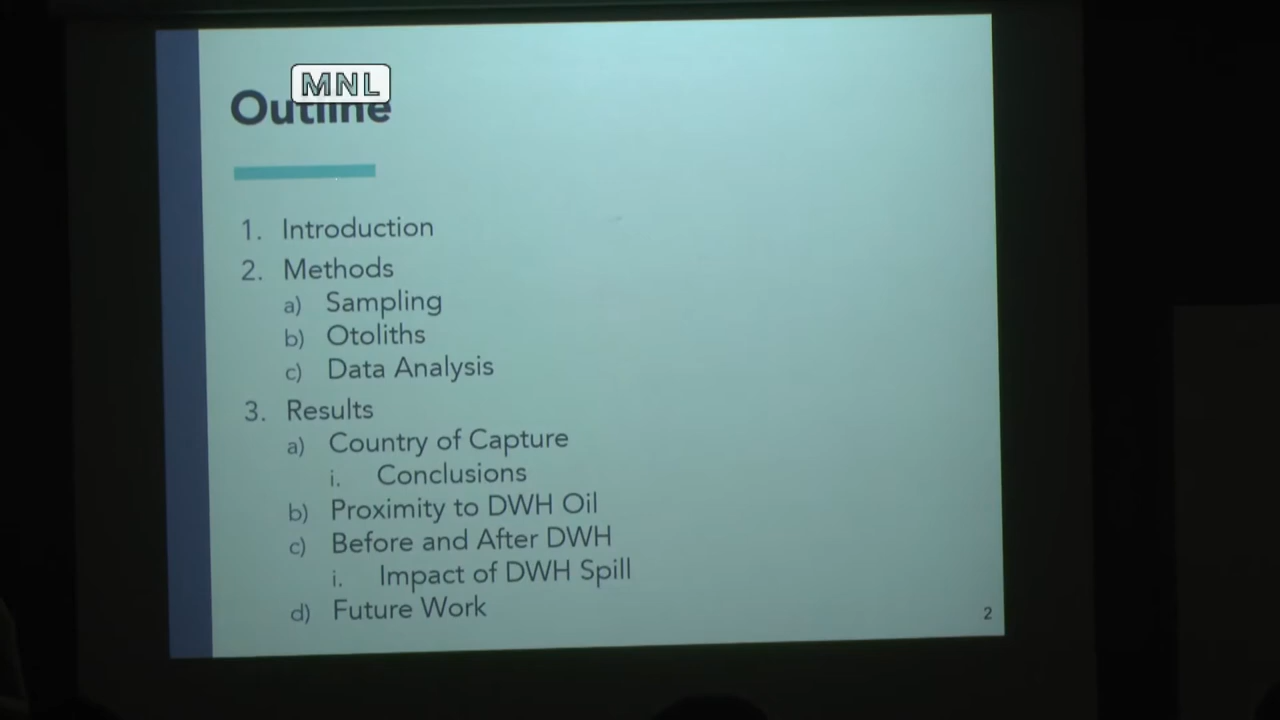 MNL
Outline
1. Introduction
2. Methods
a) Sampling
b) Otoliths
c) Data Analysis
3. Results
a) Country of Capture
i. Conclusions
b) Proximity to DWH Oil
c) Before and After DWH
i. Impact of DWH Spill
d) Future Work
2